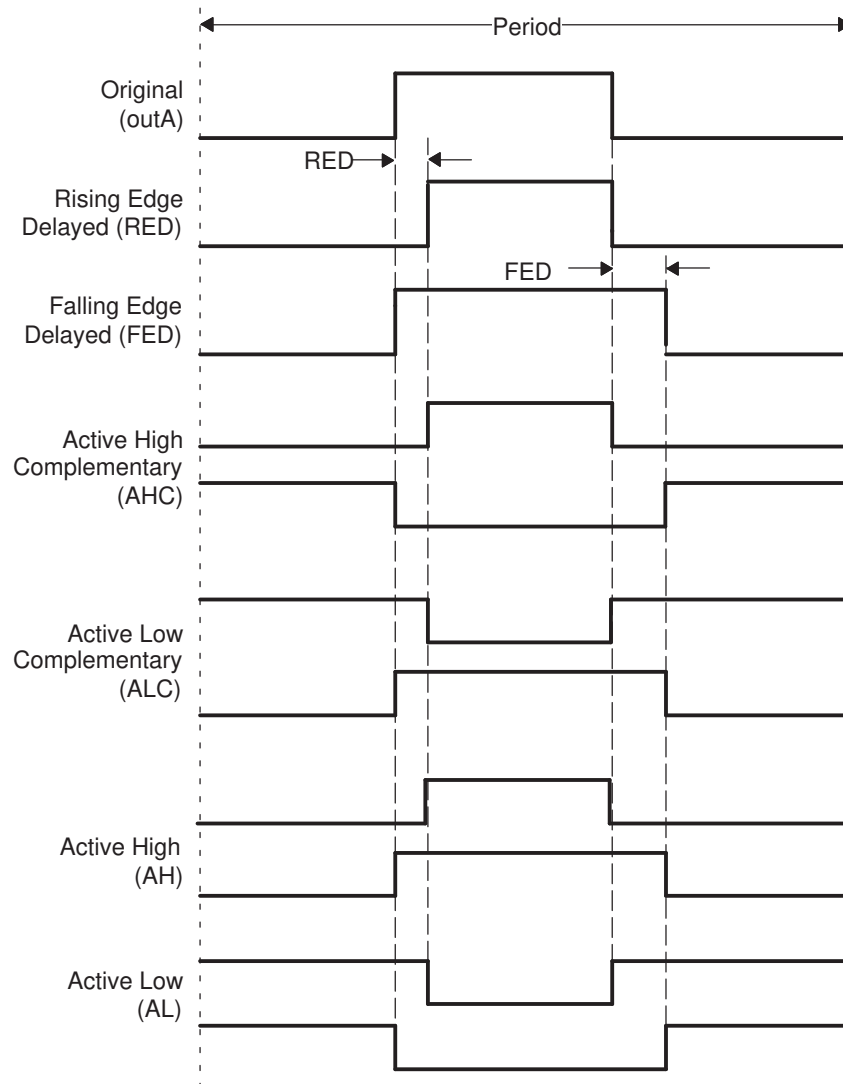 Period
Original
(outA)
RED
Rising Edge
Delayed (RED)
FED
Falling Edge
Delayed (FED)
Active High
Complementary
(AHC)
Active Low
Complementary
(ALC)
Active High
(AH)
Active Low
(AL)